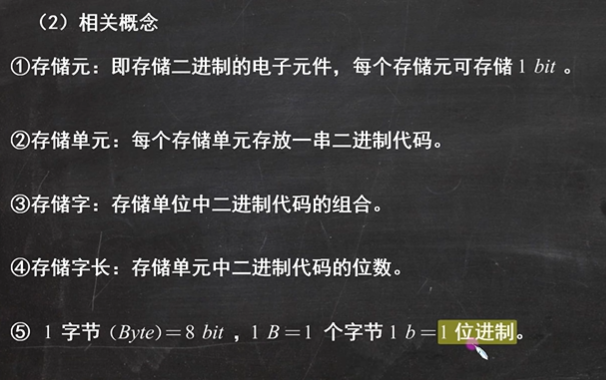 （2）相关概念
①存储元：即存储二进制的电子元件，每个存储元可存储1 bit 。
②存储单元：每个存储单元存放一串二进制代码。
③存储字：存储单位中二进制代码的组合。
④存储字长：存储单元中二进制代码的位数。
⑤ 1 字节（Byte)=8 bit ，1 B=1 个字节1 b=1位进制。